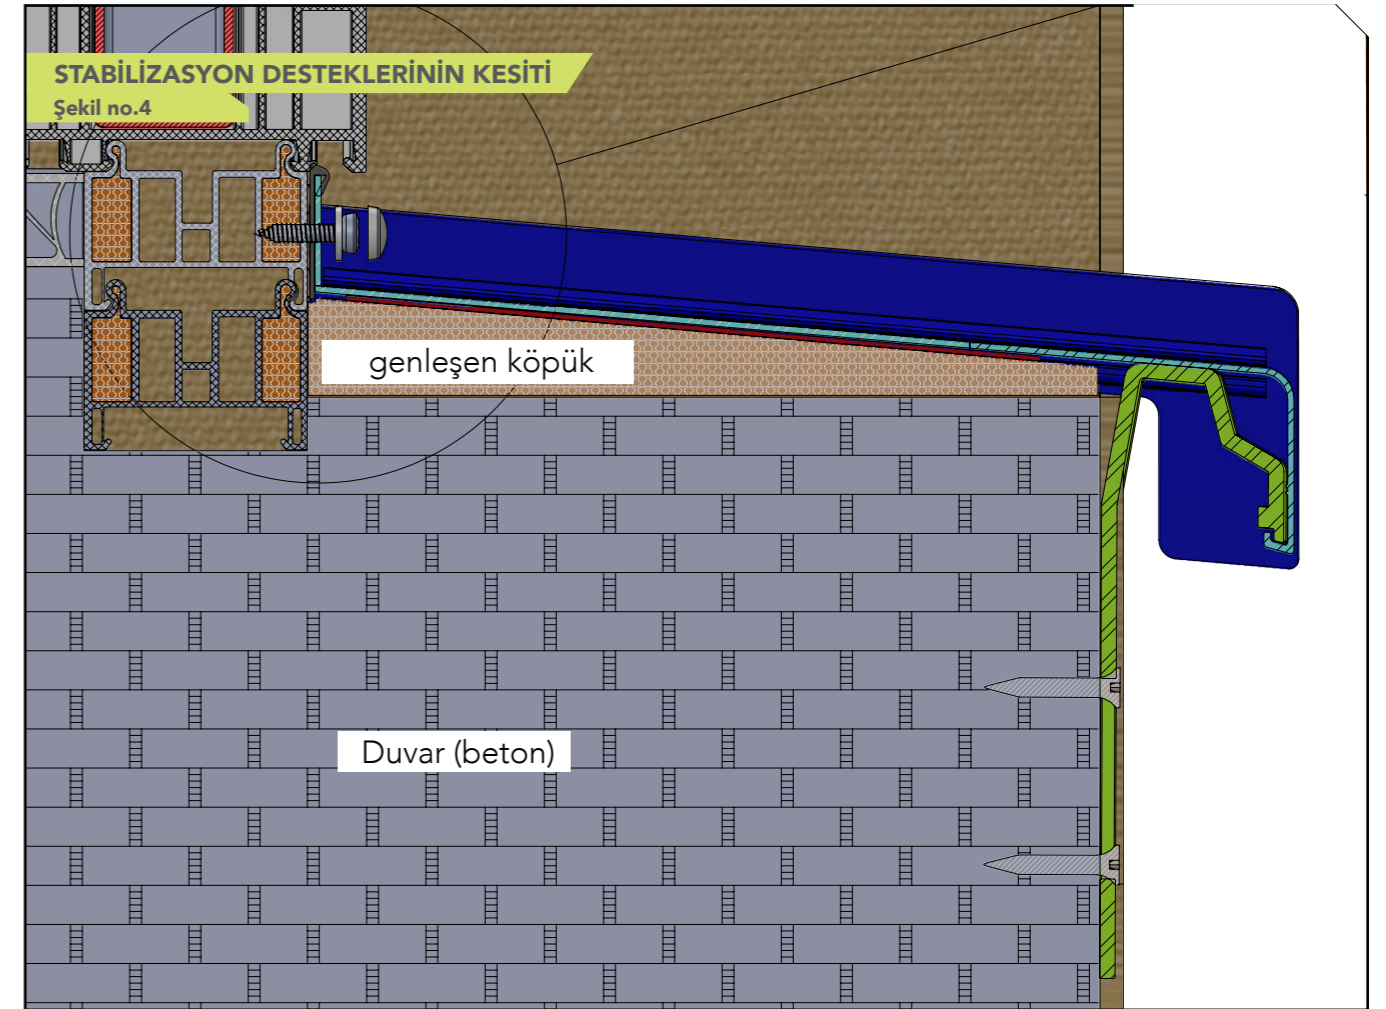 STABİLİZASYON DESTEKLERİNİN KESİTİ
Şekil no.4
genleşen köpük
Duvar (beton)